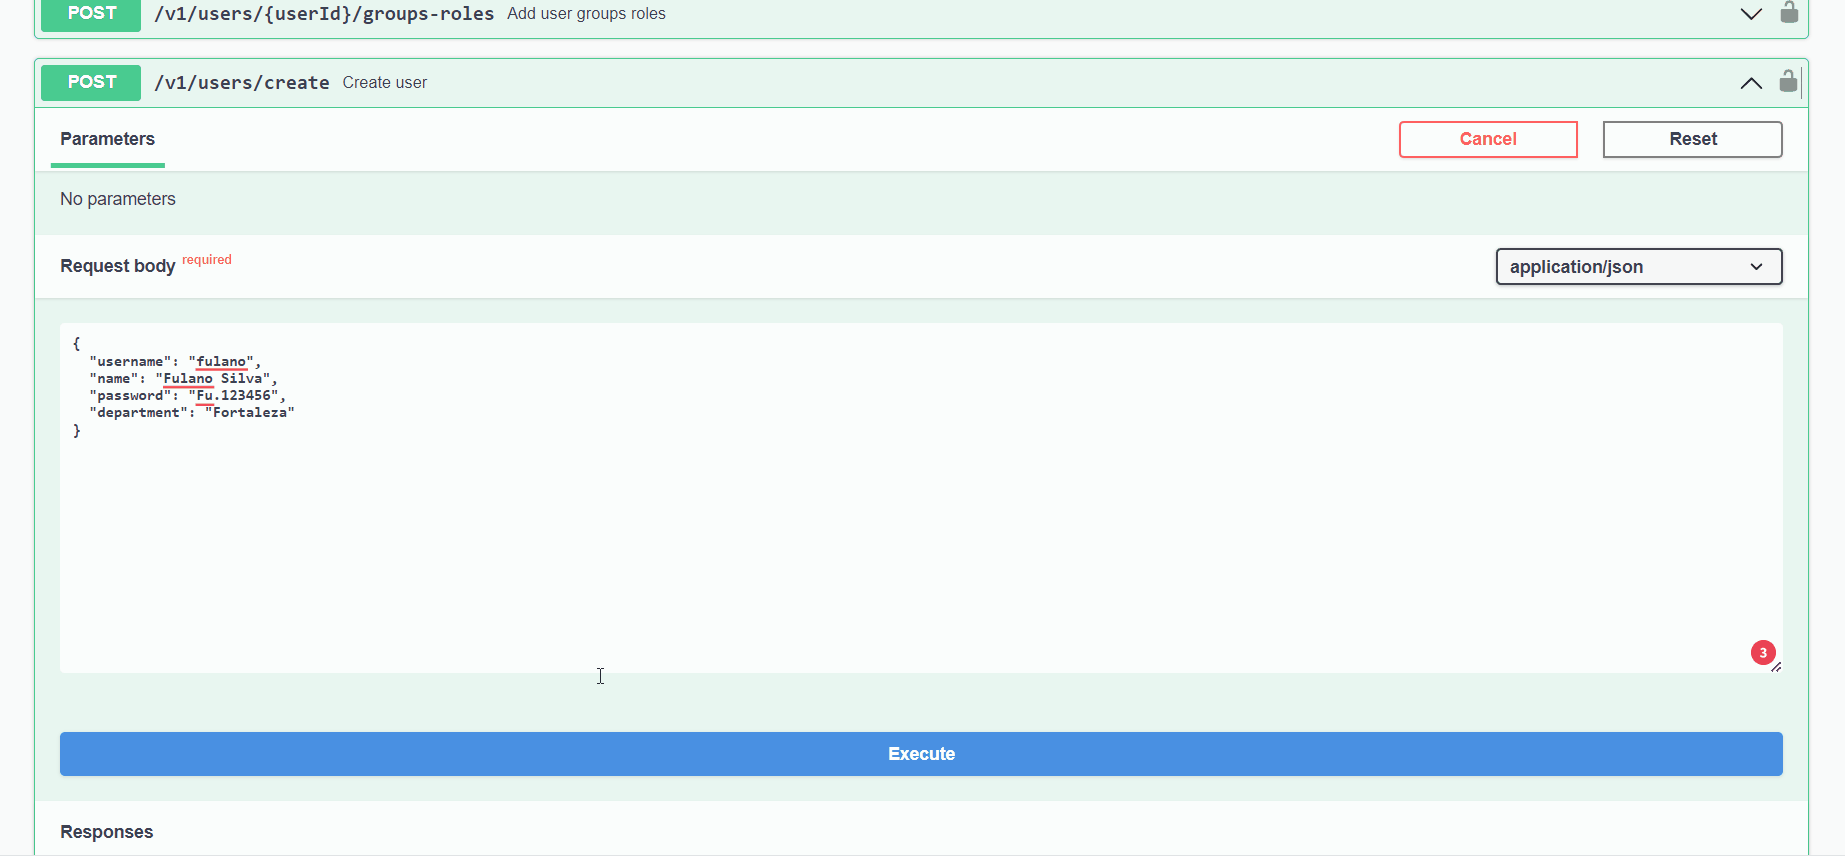 POST /v1/users/{userId}/groups-roles Add user groups roles
POST /v1/users/create Create user
Parameters
Cancel
Reset
No parameters
Request body required
application/json
{
"username": "fulano",
"name": "Fulano Silva",
"password": "Fu.123456",
"department": "Fortaleza"
}
3
Execute
Responses